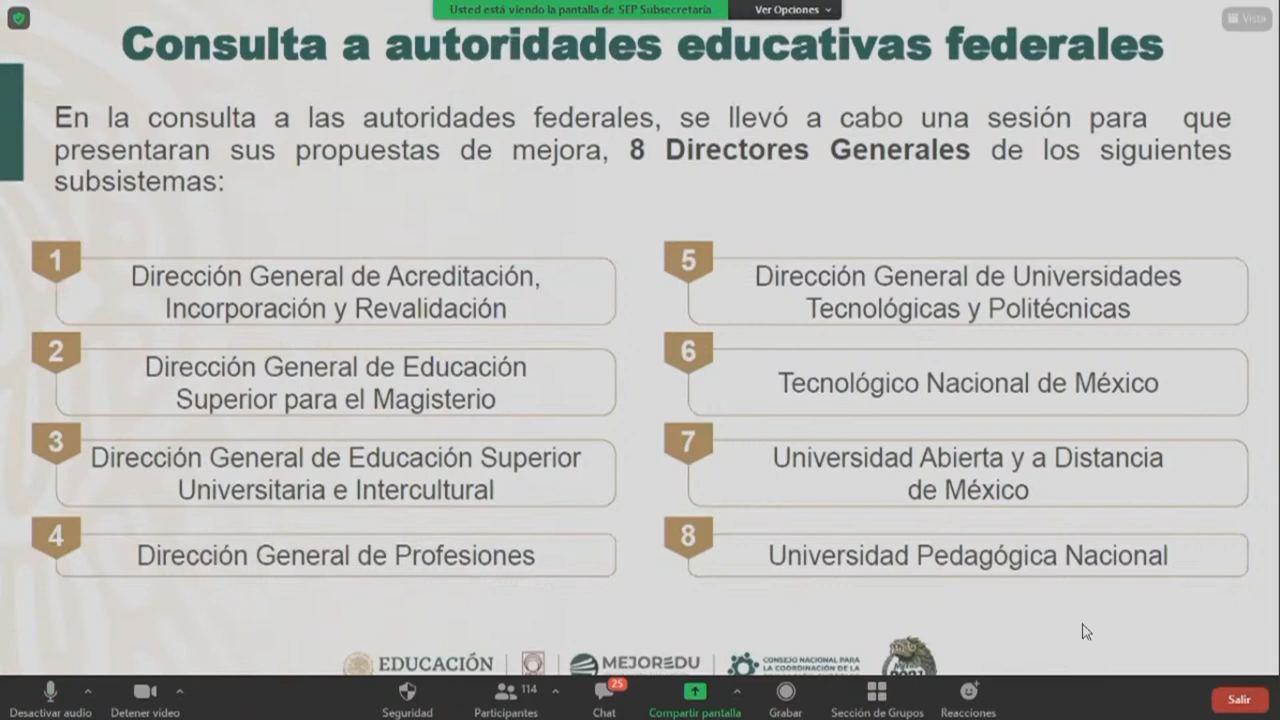 Usted está viendo la pantalla de SEP Subsecretaría
Ver Opciones
Vista
Consulta a autoridades educativas federales
En la consulta a las autoridades federales, se llevó a cabo una sesión para que
presentaran sus propuestas de mejora, 8 Directores Generales de los siguientes
subsistemas:
1
Dirección General de Acreditación,
Incorporación y Revalidación
2
Dirección General de Educación
Superior para el Magisterio
3
Dirección General de Educación Superior
Universitaria e Intercultural
4
Dirección General de Profesiones
5
Dirección General de Universidades
Tecnológicas y Politécnicas
6
Tecnológico Nacional de México
7
Universidad Abierta y a Distancia
de México
8
Universidad Pedagógica Nacional
EDUCACIÓN
MEJOREDU
CONSEJO NACIONAL PARA
LA COORDINACIÓN DE LA
Desactivar audio
Detener video
Seguridad
114
Participantes
25
Chat
Compartir pantalla
Grabar
Sección de Grupos
Reacciones
Salir